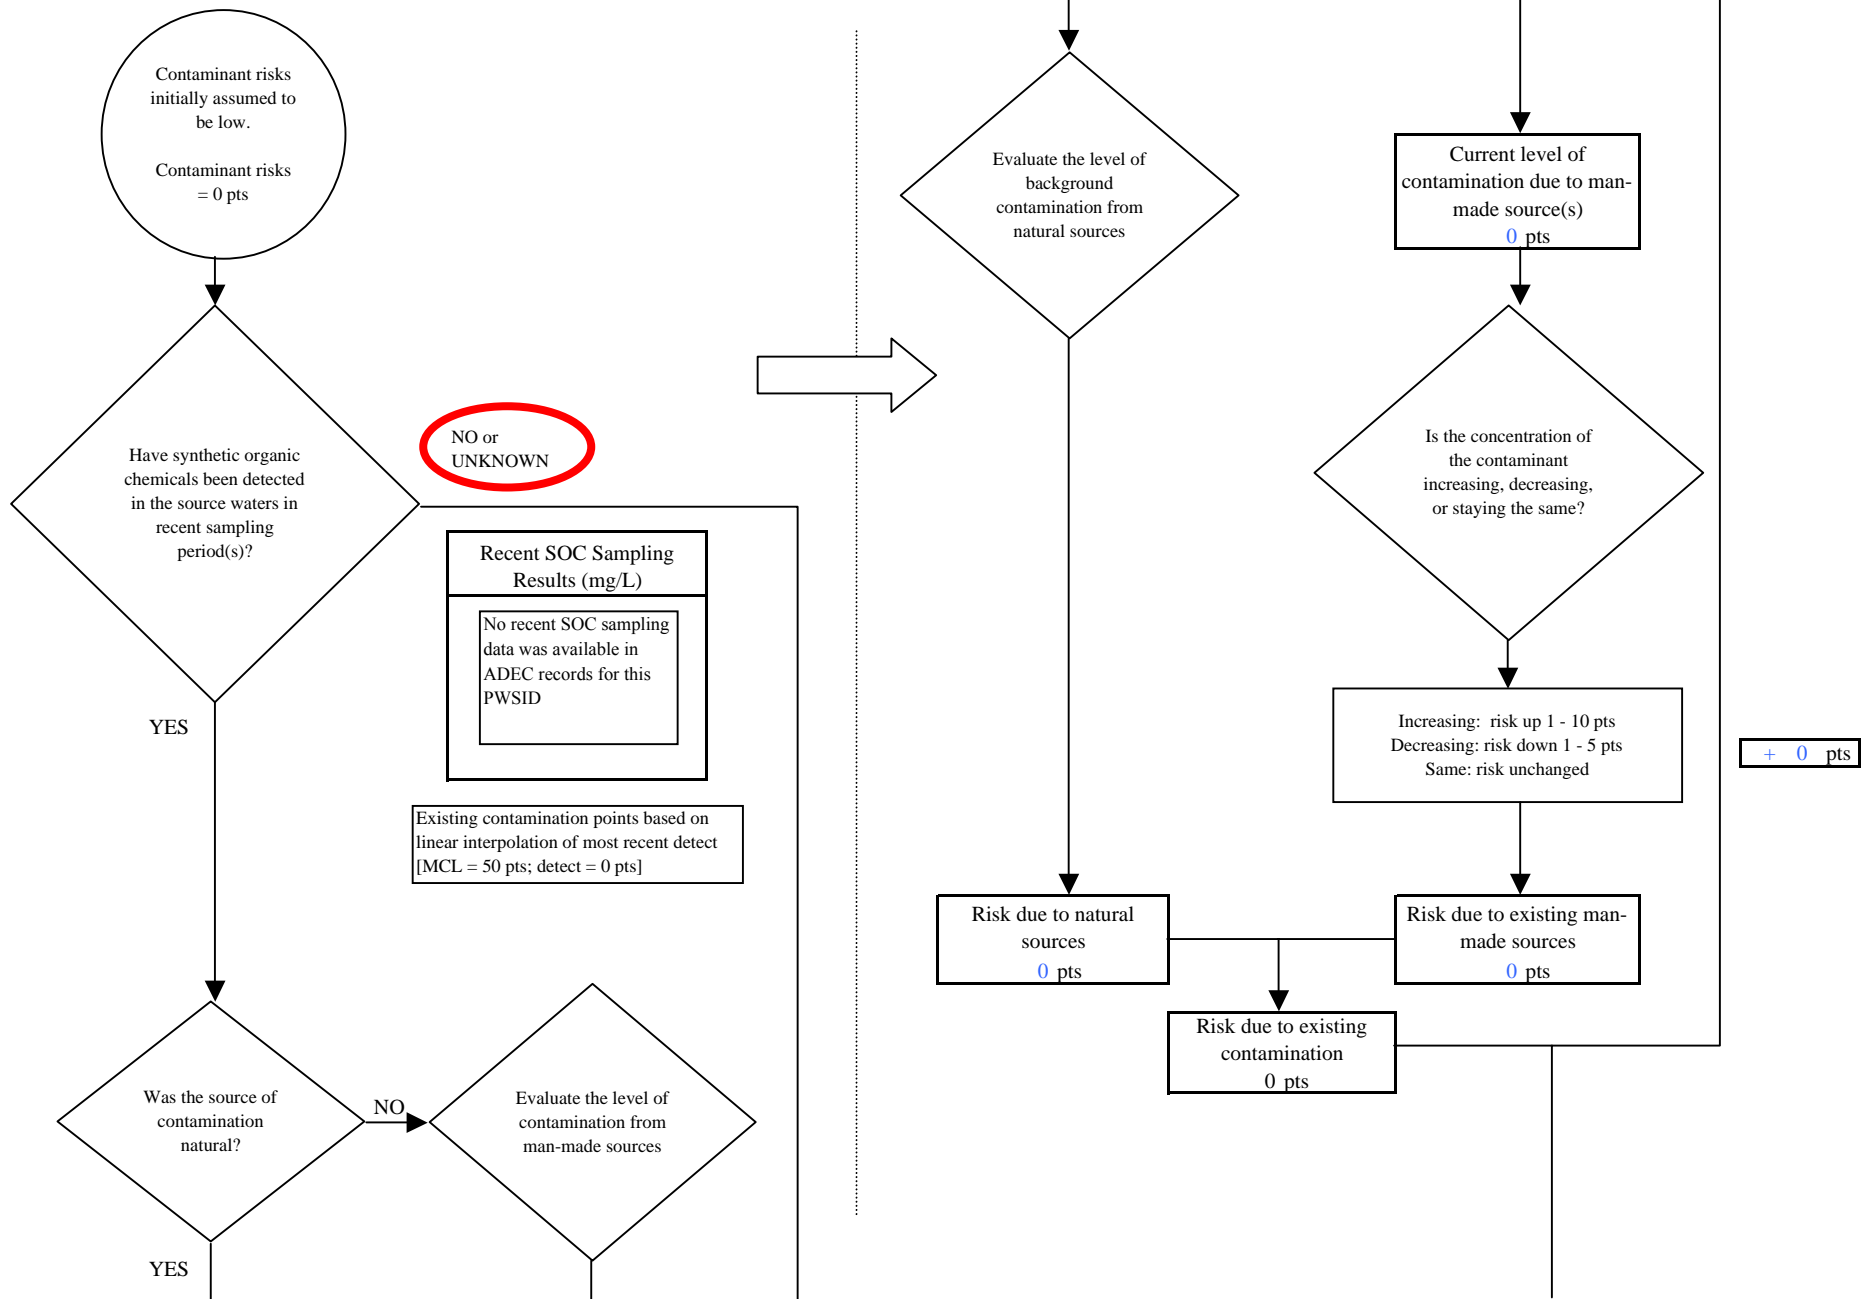 Contaminant risks
initially assumed to
be low.
Contaminant risks
= 0 pts
Have synthetic organic
chemicals been detected
in the source waters in
recent sampling
period(s)?
NO or
UNKNOWN
Recent SOC Sampling
Results (mg/L)
No recent SOC sampling
data was available in
ADEC records for this
PWSID
YES
Existing contamination points based on
linear interpolation of most recent detect
[MCL = 50 pts; detect = 0 pts]
Was the source of
contamination
natural?
NO
Evaluate the level of
contamination from
man-made sources
YES
Evaluate the level of
background
contamination from
natural sources
Current level of
contamination due to man-
made source(s)
0 pts
Is the concentration of
the contaminant
increasing, decreasing,
or staying the same?
Increasing: risk up 1 - 10 pts
Decreasing: risk down 1 - 5 pts
Same: risk unchanged
+ 0 pts
Risk due to natural
sources
0 pts
Risk due to existing man-
made sources
0 pts
Risk due to existing
contamination
0 pts